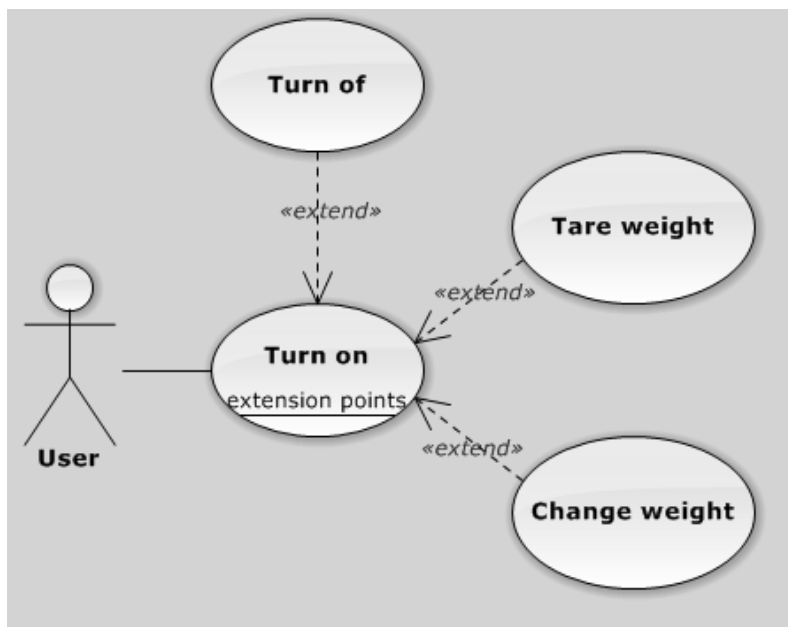 Turn of
«extend»
Tare weight
«extend»
Turn on
extension points
«extend»
User
Change weight